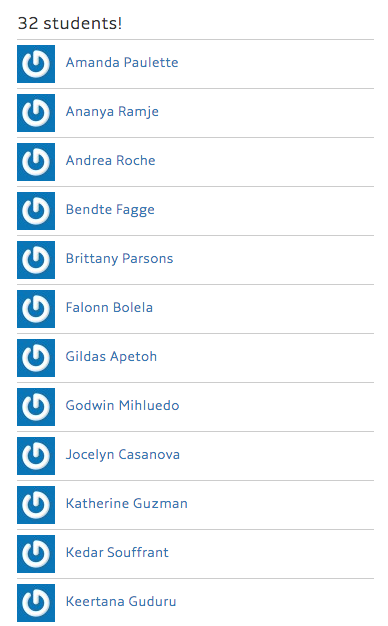 32 students!
Amanda Paulette
Ananya Ramje
Andrea Roche
Bendte Fagge
Brittany Parsons
Falonn Bolela
Gildas Apetoh
Godwin Mihluedo
Jocelyn Casanova
Katherine Guzman
Kedar Souffrant
Keertana Guduru